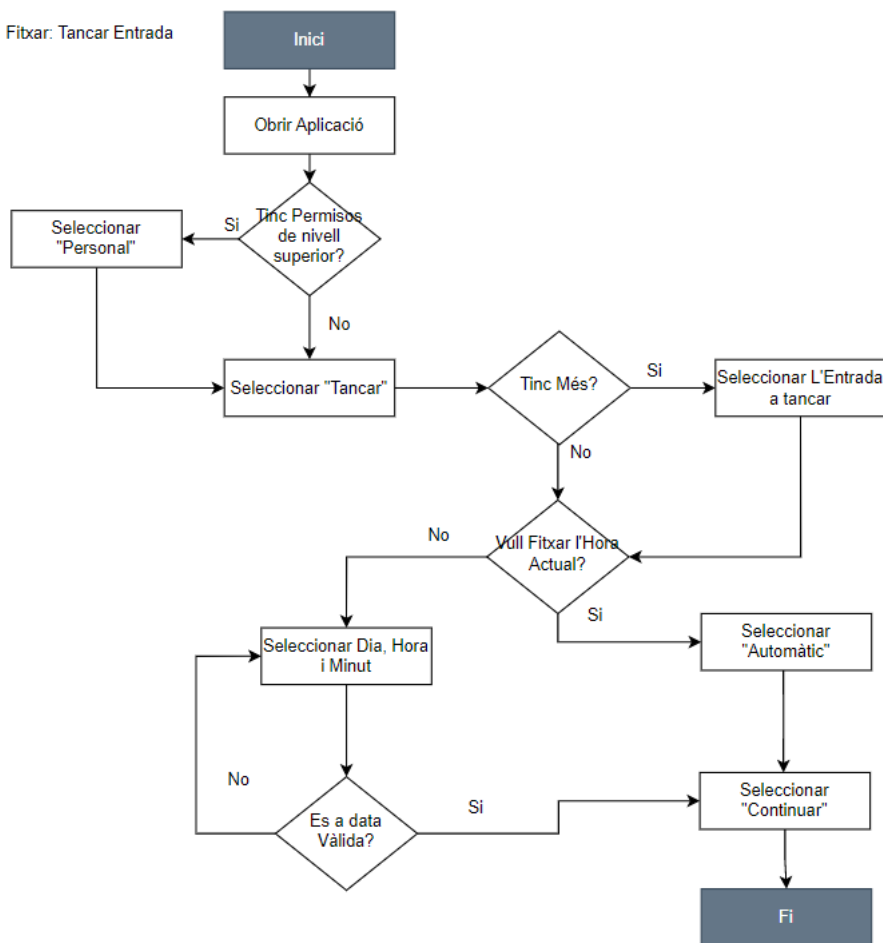 Fitxar: Tancar Entrada
Inici
Obrir Aplicació
Tinc Permisos
de nivell
superior?
Si
Seleccionar
"Personal"
No
Seleccionar "Tancar"
Tinc Més?
Si
Seleccionar L'Entrada
a tancar
No
Vull Fitxar l'Hora
Actual?
No
Si
Seleccionar Dia, Hora
i Minut
Seleccionar
"Automàtic"
No
Es a data
Vàlida?
Si
Seleccionar
"Continuar"
Fi